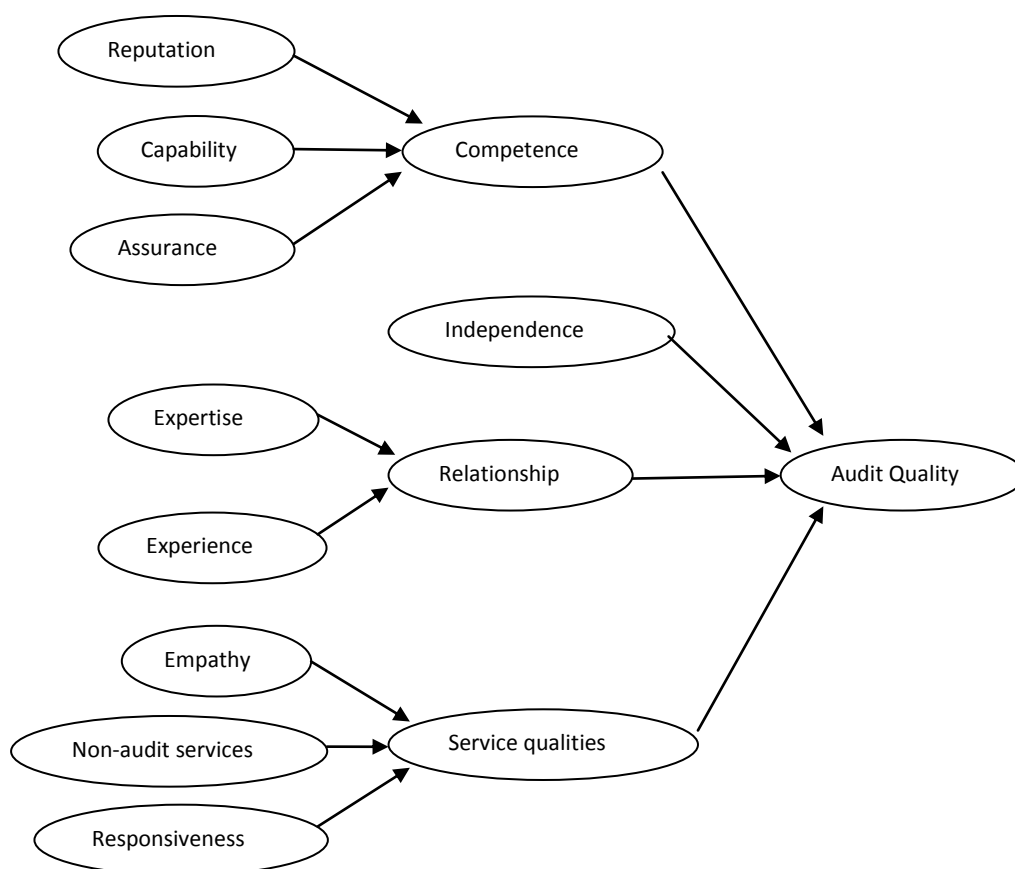 Reputation
Capability
Competence
Assurance
Independence
Expertise
Relationship
Audit Quality
Experience
Empathy
Non-audit services
Service qualities
Responsiveness